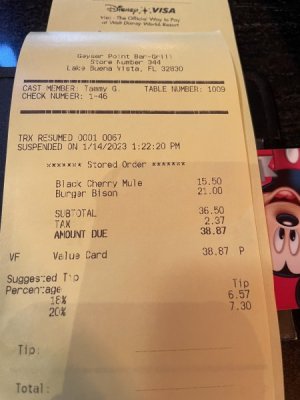 Disney VISA
Visa - The Official Way to Pay
at Walt Disney World Resort
Geyser Point Bar-Grill
Store Number 344
Lake Buena Vista, FL 32830
CAST MEMBER: Tammy G. TABLE NUMBER: 1009
CHECK NUMBER: 1-46
TRX RESUMED 0001 0067
SUSPENDED ON 1/14/2023 1:22:20 PM
******* Stored Order *******
Black Cherry Mule 15.50
Burger Bison 21.00
SUBTOTAL 36.50
TAX 2.37
AMOUNT DUE 38.87
VF Value Card 38.87 P
Suggested Tip Tip
Percentage
18% 6.57
20% 7.30
Tip:
Total: